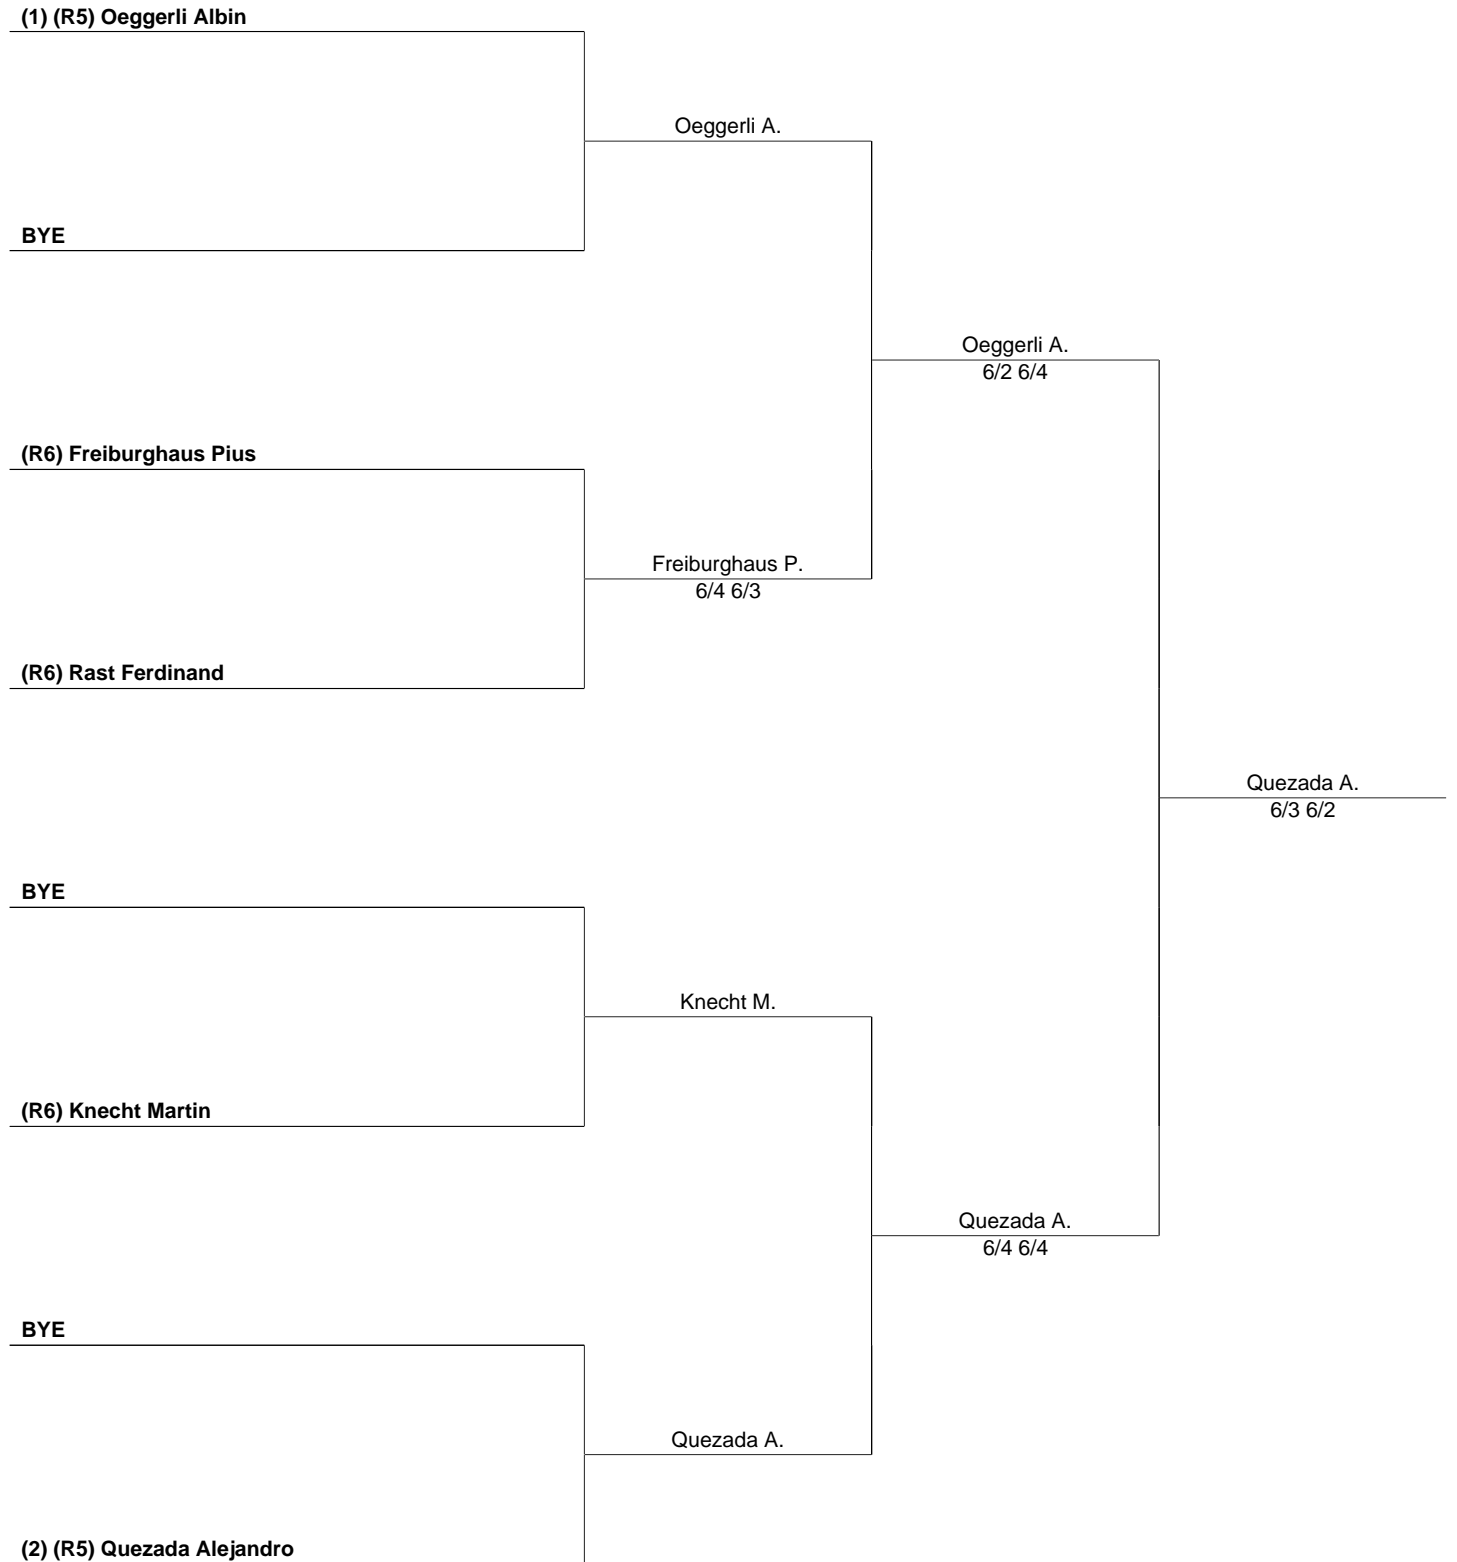 (1) (R5) Oeggerli Albin
Oeggerli A.
BYE
Oeggerli A.
6/2 6/4
(R6) Freiburghaus Pius
Freiburghaus P.
6/4 6/3
(R6) Rast Ferdinand
Quezada A.
6/3 6/2
BYE
Knecht M.
(R6) Knecht Martin
Quezada A.
6/4 6/4
BYE
Quezada A.
(2) (R5) Quezada Alejandro